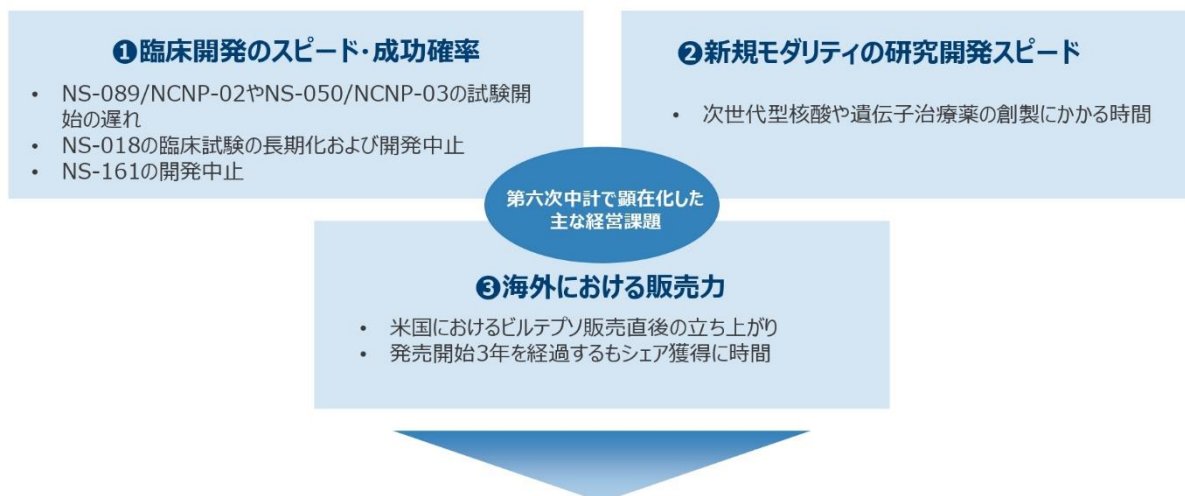 ❶臨床開発のスピード・成功確率
• NS-089/NCNP-02やNS-050/NCNP-03の試験開
始の遅れ
• NS-018の臨床試験の長期化および開発中止
• NS-161の開発中止
❷新規モダリティの研究開発スピード
• 次世代型核酸や遺伝子治療薬の創製にかかる時間
第六次中計で顕在化した
主な経営課題
❸海外における販売力
• 米国におけるビルテプソ販売直後の立ち上がり
• 発売開始3年を経過するもシェア獲得に時間